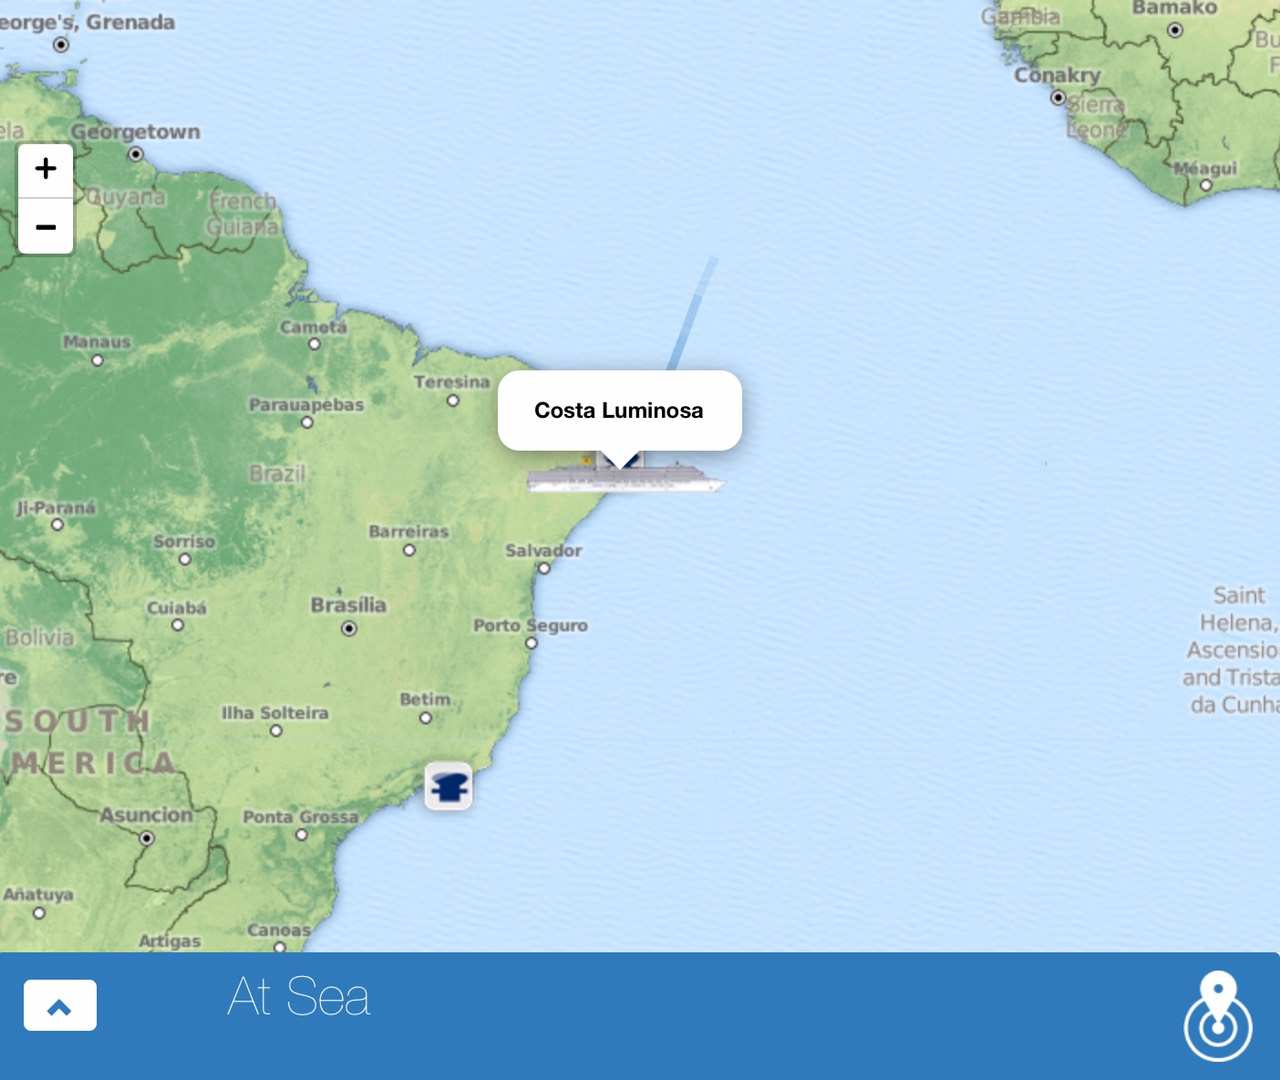 eorge's, Grenada
Gambia
Bamako
Bu
F
Conakry
Sierra
Leone
ela
Georgetown
+
Guyana
French
Guiana
Méagui
−
Camotá
Manaus
Teresina
Parauapebas
Costa Luminosa
Brazil
Ji-Paraná
Sorriso
Barreiras
Salvador
Cuiabá
Brasília
Porto Seguro
Saint
Helena,
Ascensio
and Trista
da Cunha
Bolivia
re
Betim
Ilha Solteira
SOUTH
MERICA
Asuncion
Ponta Grossa
Añatuya
Artigas
Canoas
At Sea